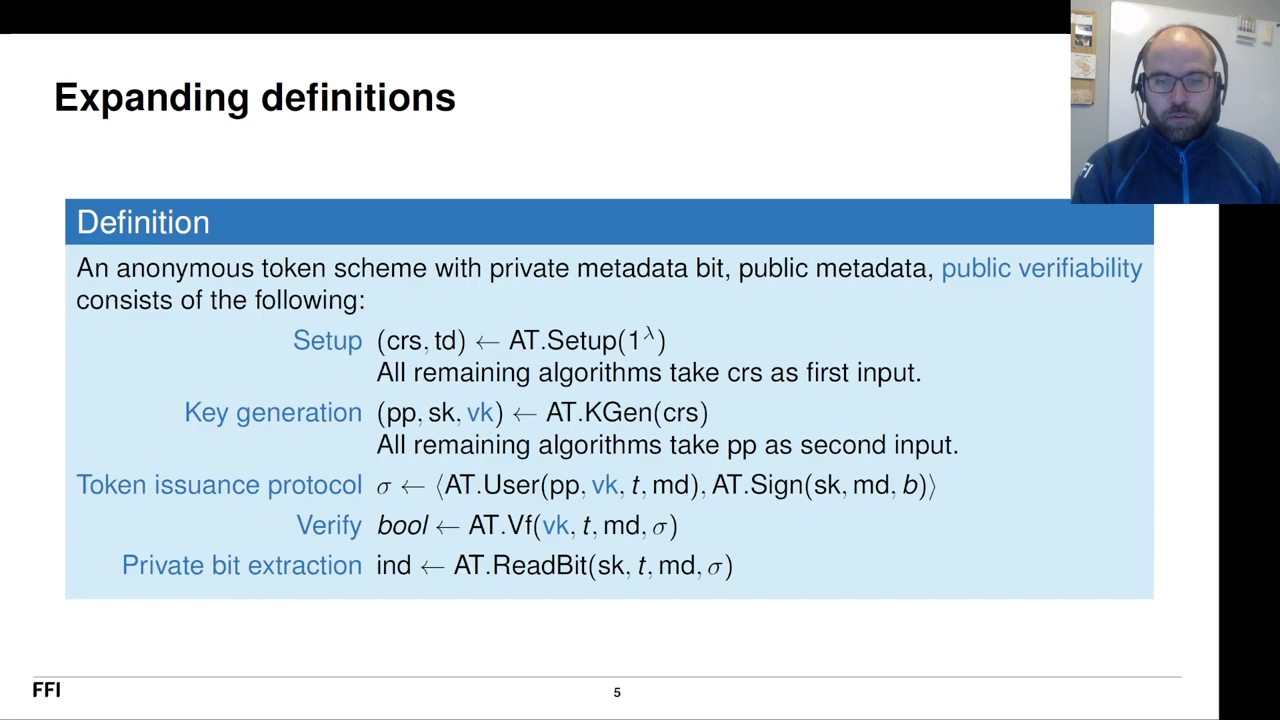 Expanding definitions
Definition
An anonymous token scheme with private metadata bit, public metadata, public verifiability
consists of the following:
Setup (crs, td) ← AT.Setup(1^λ)
All remaining algorithms take crs as first input.
Key generation (pp, sk, vk) ← AT.KGen(crs)
All remaining algorithms take pp as second input.
Token issuance protocol σ ← ⟨AT.User(pp, vk, t, md), AT.Sign(sk, md, b)⟩
Verify bool ← AT.Vf(vk, t, md, σ)
Private bit extraction ind ← AT.ReadBit(sk, t, md, σ)
FFI
5